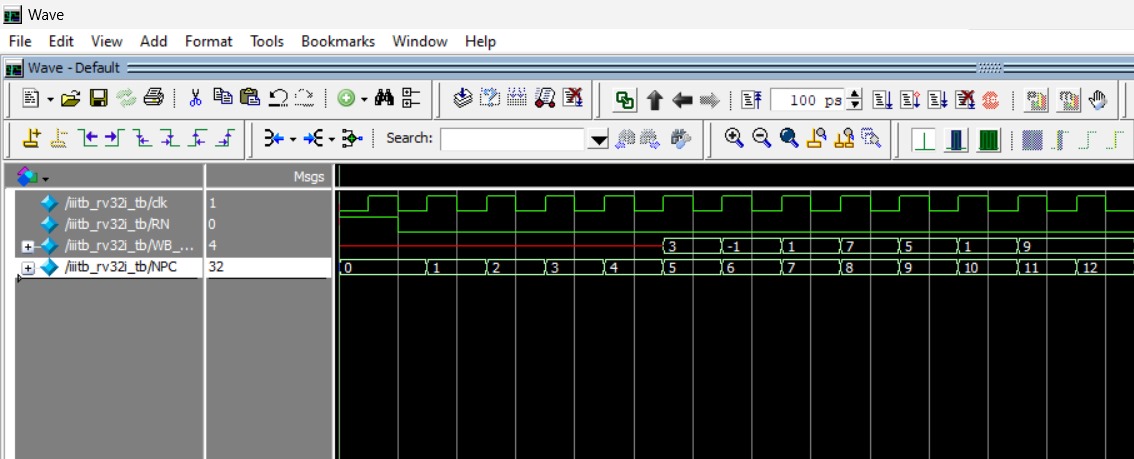 Wave
File Edit View Add Format Tools Bookmarks Window Help
Wave - Default
100 ps
Search:
Msgs
/iiitb_rv32i_tb/clk 1
/iiitb_rv32i_tb/RN 0
/iiitb_rv32i_tb/WB_... 4 3 -1 1 7 5 1 9
/iiitb_rv32i_tb/NPC 32 0 1 2 3 4 5 6 7 8 9 10 11 12